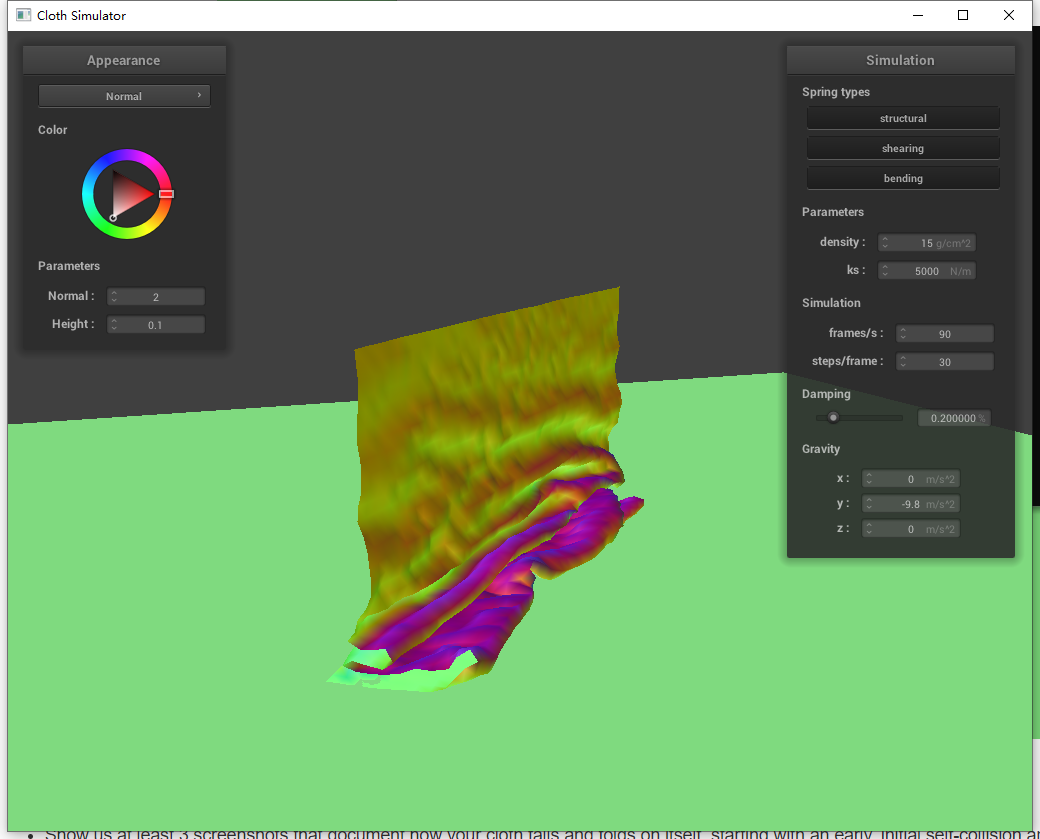 Cloth Simulator
Appearance
Normal
Color
Parameters
Normal : 2
Height : 0.1
Simulation
Spring types
structural
shearing
bending
Parameters
density : 15 g/cm^2
ks : 5000 N/m
Simulation
frames/s : 90
steps/frame : 30
Damping
0.200000 %
Gravity
x : 0 m/s^2
y : -9.8 m/s^2
z : 0 m/s^2
Show us at least 3 screenshots that document how your cloth falls and folds on itself, starting with an early, initial self-collision